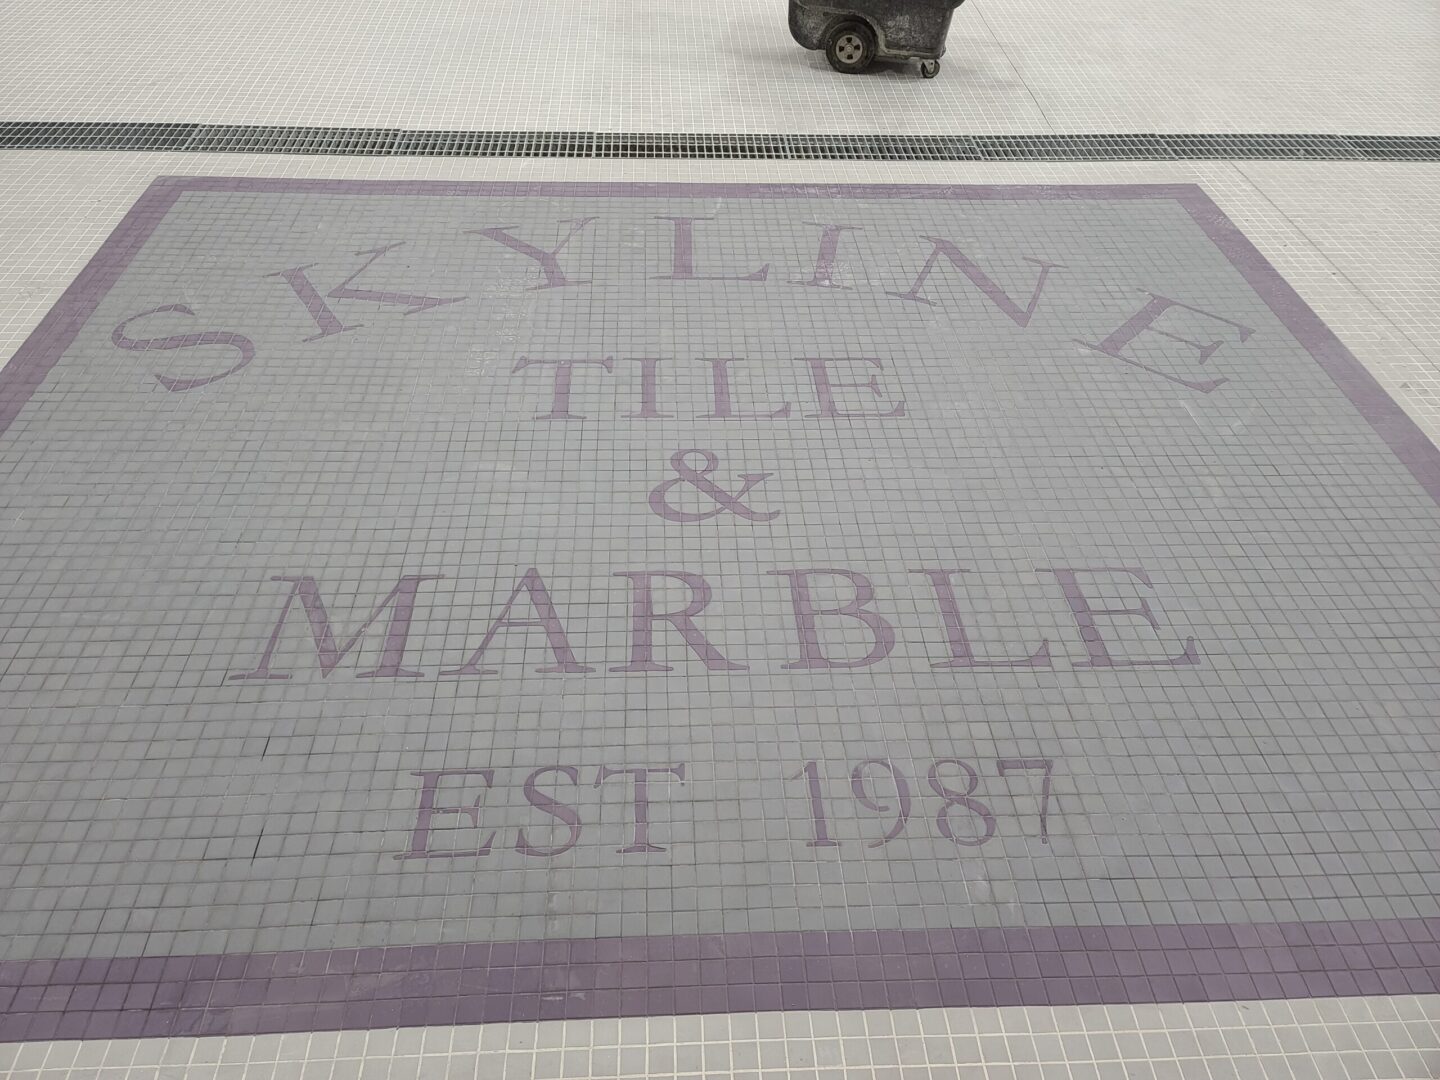 SKYLINE
TILE
&
MARBLE
EST 1987